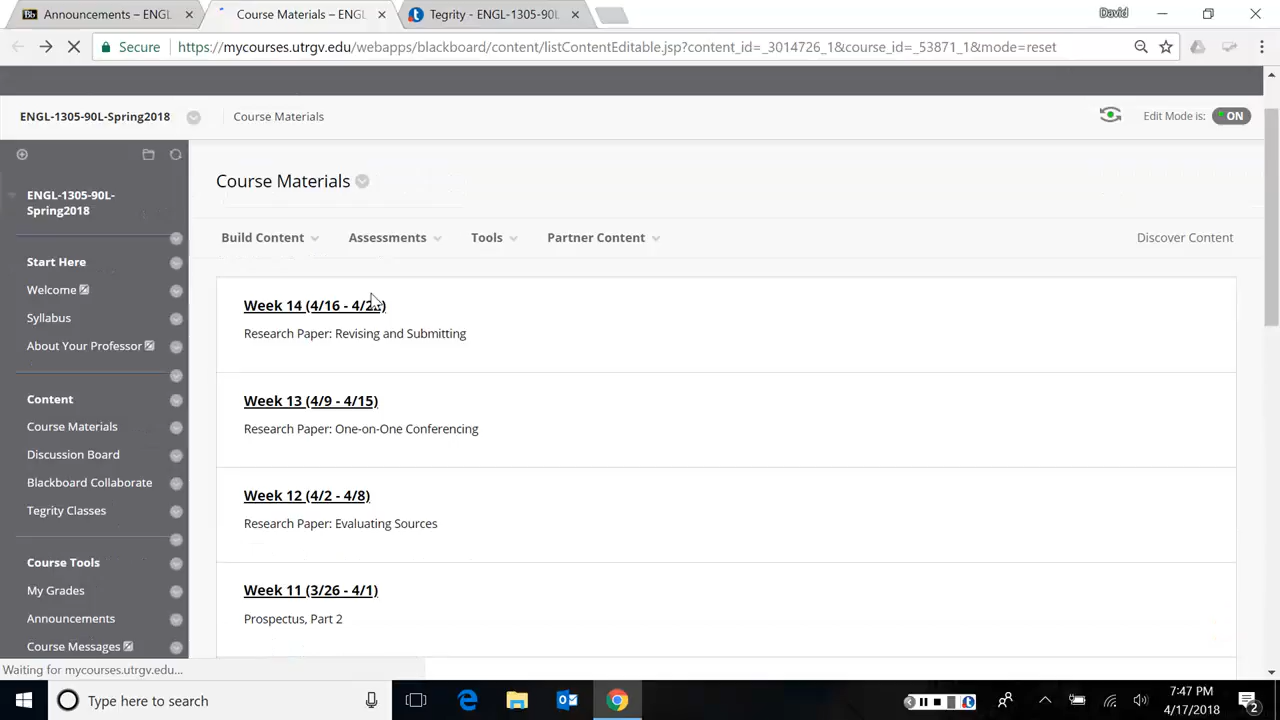 Announcements – ENGL
Course Materials – ENGL
Tegrity - ENGL-1305-90L
David
Secure
https://mycourses.utrgv.edu/webapps/blackboard/content/listContentEditable.jsp?content_id=_3014726_1&course_id=_53871_1&mode=reset
ENGL-1305-90L-Spring2018
Course Materials
Edit Mode is:
ON
ENGL-1305-90L-
Spring2018
Start Here
Welcome
Syllabus
About Your Professor
Content
Course Materials
Discussion Board
Blackboard Collaborate
Tegrity Classes
Course Tools
My Grades
Announcements
Course Messages
Course Materials
Build Content
Assessments
Tools
Partner Content
Discover Content
Week 14 (4/16 -
Research Paper: Revising and Submitting
Week 13 (4/9 - 4/15)
Research Paper: One-on-One Conferencing
Week 12 (4/2 - 4/8)
Research Paper: Evaluating Sources
Week 11 (3/26 - 4/1)
Prospectus, Part 2
Waiting for mycourses.utrgv.edu...
Type here to search
7:47 PM
4/17/2018
2